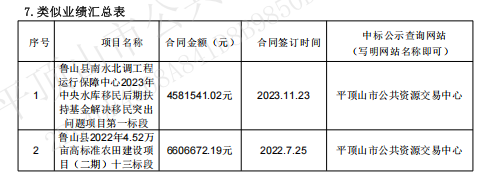 7. 类似业绩汇总表
序号 项目名称 合同金额（元） 合同签订时间 中标公示查询网站
（写明网站名称即可）
鲁山县南水北调工程
运行保障中心2023年
中央水库移民后期扶
持基金解决移民突出
问题项目第一标段
1 4581541.02元 2023.11.23 平顶山市公共资源交易中心
鲁山县2022年4.52万
亩高标准农田建设项
目（二期）十三标段
2 6606672.19元 2022.7.25 平顶山市公共资源交易中心